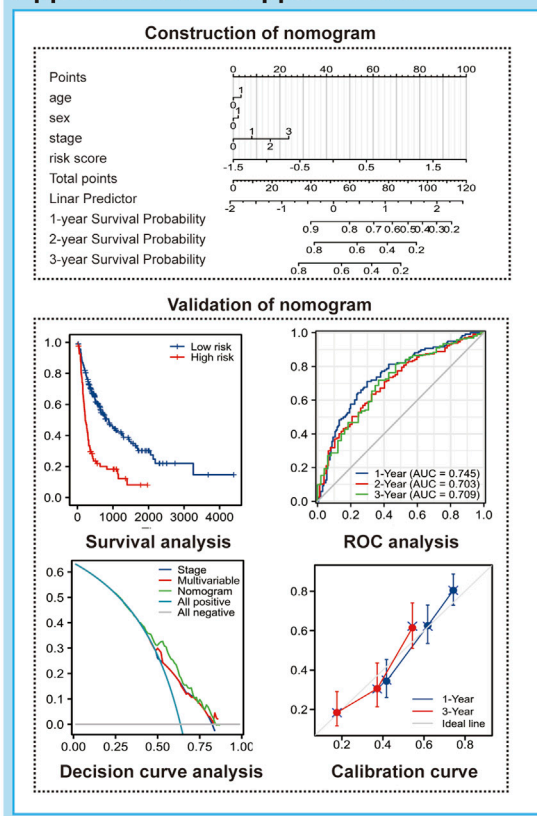 Construction of nomogram
Points
0 20 40 60 80 100
age
0 1
sex
0 1
stage
0 1 2 3
risk score
-1.5 -0.5 0.5 1.5
Total points
0 20 40 60 80 100 120
Linar Predictor
-2 -1 0 1 2
1-year Survival Probability
0.9 0.8 0.7 0.6 0.5 0.4 0.3 0.2
2-year Survival Probability
0.8 0.6 0.4 0.2
3-year Survival Probability
0.8 0.6 0.4 0.2
Validation of nomogram
1.0
0.8
0.6
0.4
0.2
0.0
Low risk
High risk
0 1000 2000 3000 4000
Survival analysis
1.0
0.8
0.6
0.4
0.2
0.0
1-Year (AUC = 0.745)
2-Year (AUC = 0.703)
3-Year (AUC = 0.709)
0.0 0.2 0.4 0.6 0.8 1.0
ROC analysis
0.6
0.5
0.4
0.3
0.2
0.1
0.0
Stage
Multivariable
Nomogram
All positive
All negative
0.00 0.25 0.50 0.75 1.00
Decision curve analysis
0.8
0.6
0.4
0.2
1-Year
3-Year
Ideal line
0.2 0.4 0.6 0.8
Calibration curve